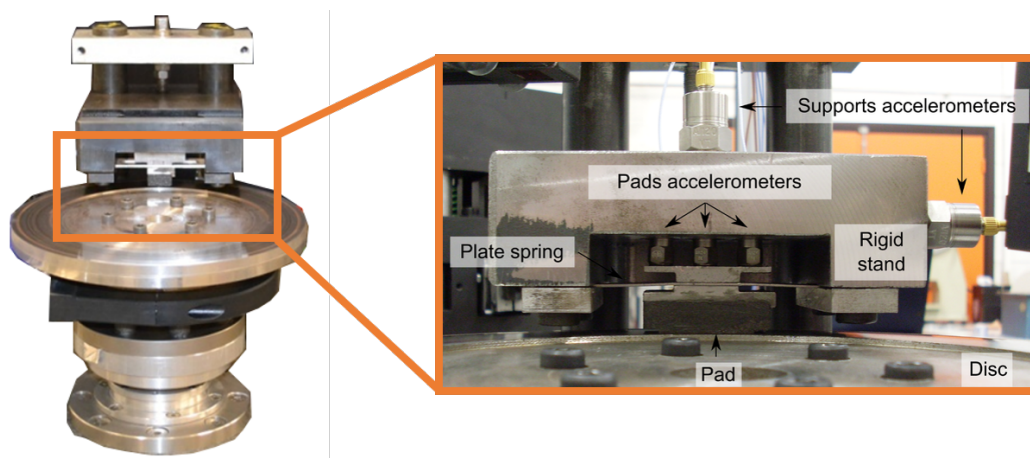 Supports accelerometers
Pads accelerometers
Plate spring
Rigid
stand
Pad
Disc